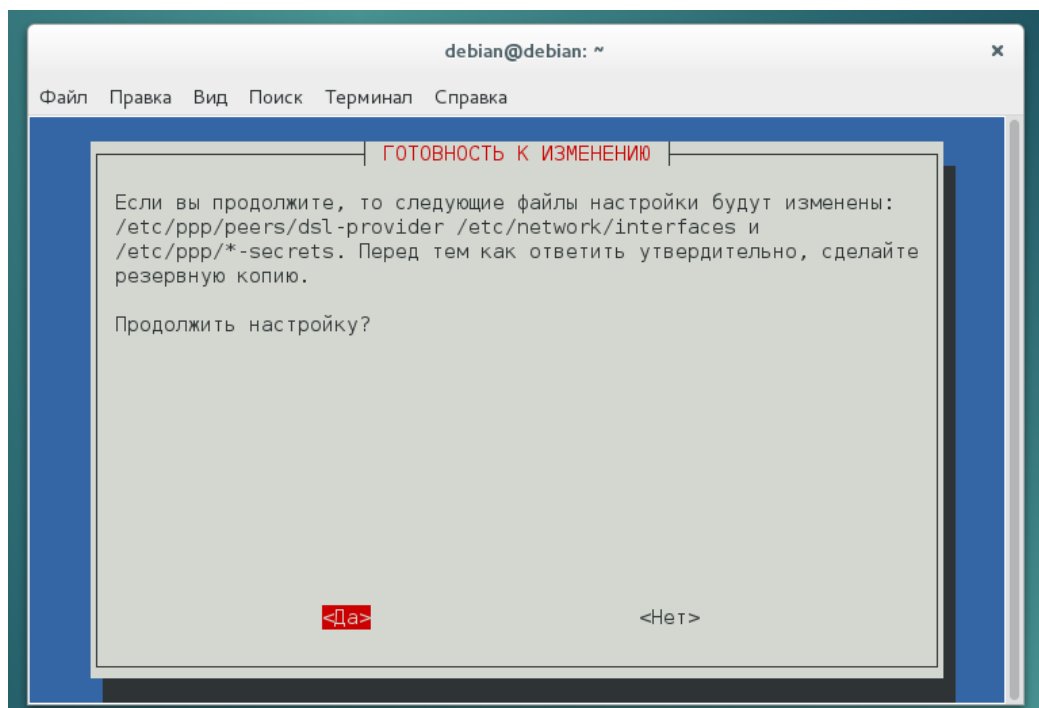 debian@debian: ~
Файл Правка Вид Поиск Терминал Справка
ГОТОВНОСТЬ К ИЗМЕНЕНИЮ
Если вы продолжите, то следующие файлы настройки будут изменены:
/etc/ppp/peers/dsl-provider /etc/network/interfaces и
/etc/ppp/*-secrets. Перед тем как ответить утвердительно, сделайте
резервную копию.
Продолжить настройку?
<Да> <Нет>